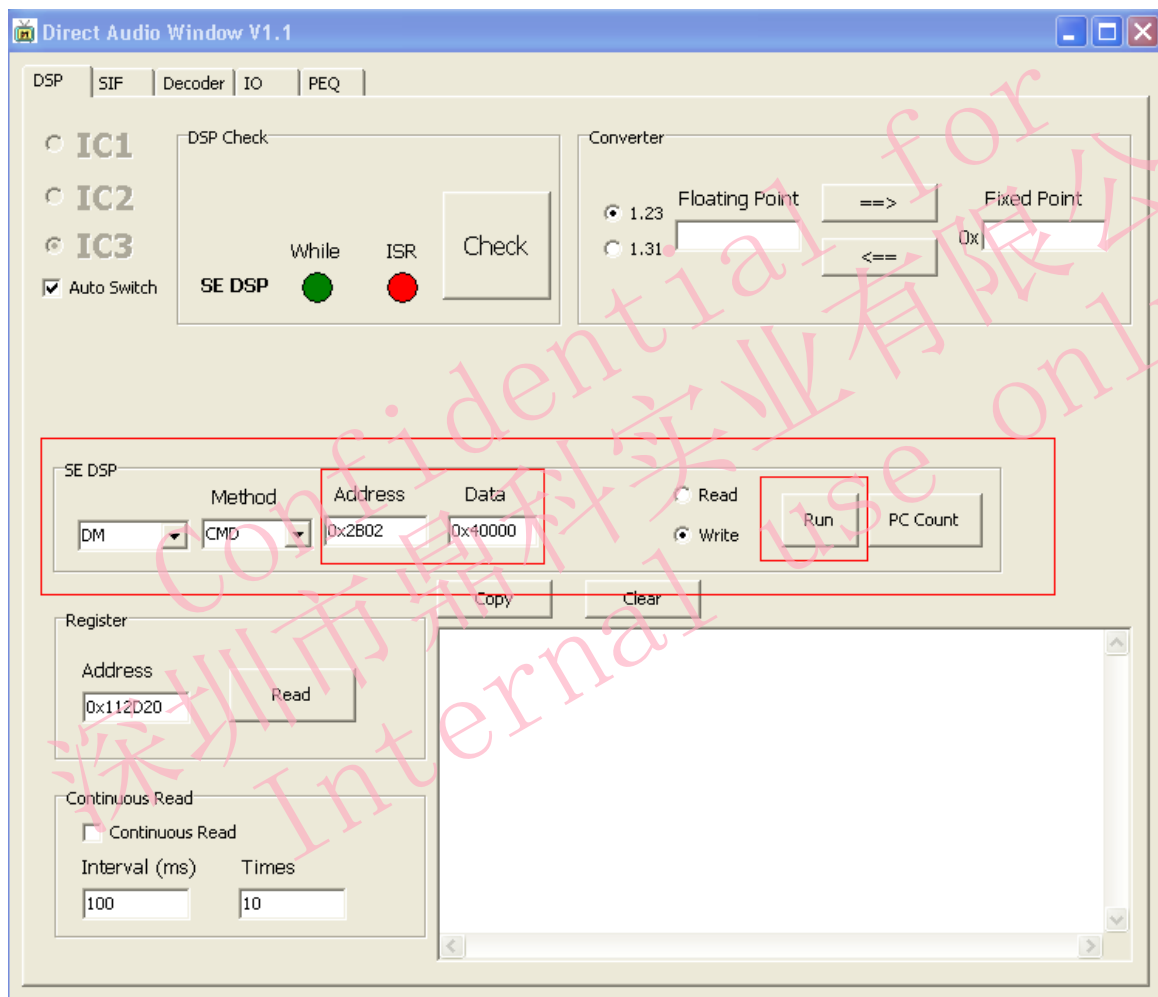 Direct Audio Window V1.1
DSP SIF Decoder IO PEQ
IC1
IC2
IC3
Auto Switch
DSP Check
While ISR
SE DSP
Check
Converter
1.23
1.31
Floating Point
==>
<==
Fixed Point
0x
SE DSP
Method Address Data
DM CMD 0x2B02 0x40000
Read
Write
Run
PC Count
Copy Clear
Register
Address
0x112D20
Read
Continuous Read
Continuous Read
Interval (ms) Times
100 10
Confidential for
深圳市鼎科实业有限公
Internal use only